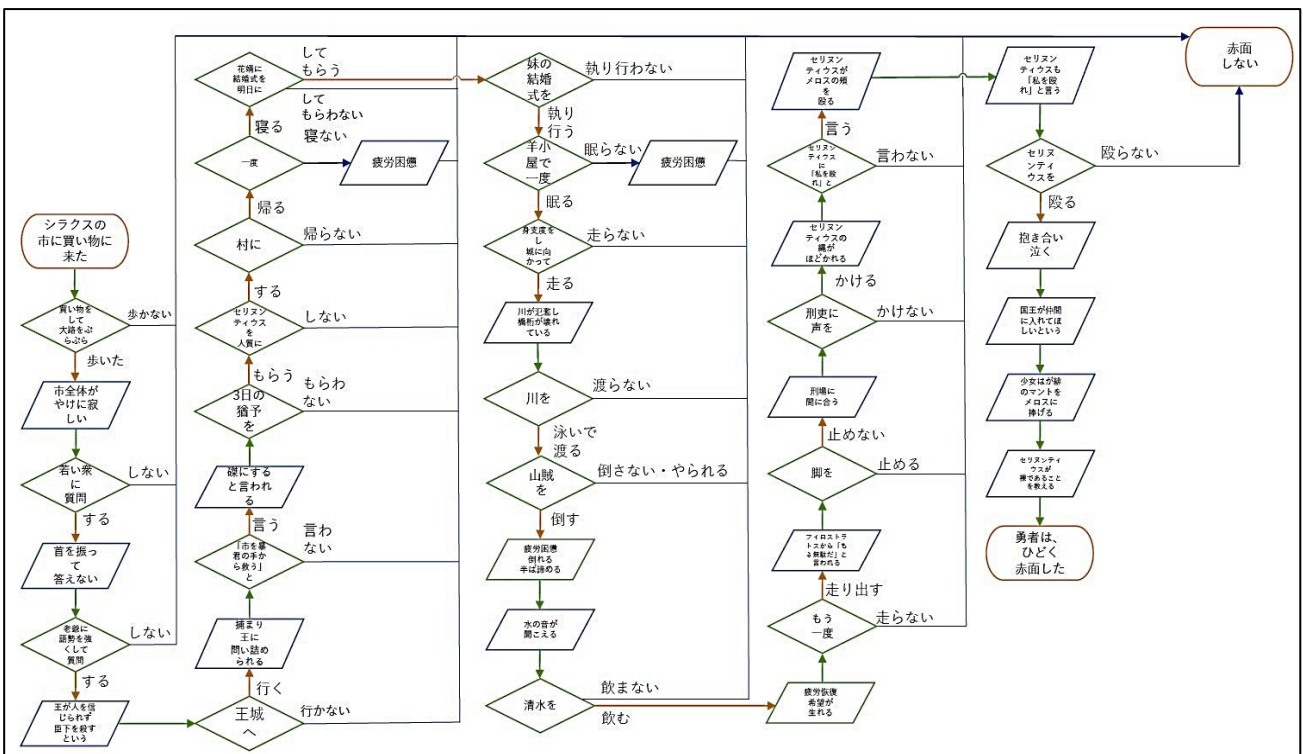 シラクスの
市に買い物に
来た
買い物を
して
大路をぶ
らぶら
歩かない
歩いた
市全体が
やけに寂
しい
若い衆
に
質問
しない
する
首を振っ
て
答えない
老爺に
語勢を強
くして
質問
しない
する
王が人を信
じられず
臣下を殺す
という
王城
へ
行かない
行く
捕まり
王に
問い詰め
られる
「市を暴
君の手か
ら救う」
と
言わ
ない
言う
磔にする
と言われ
る
3日の
猶予
を
もらわ
ない
もらう
セリヌン
ティウス
を
人質に
しない
する
村に
帰らない
帰る
一度
寝ない
疲労困憊
寝る
花婿に
結婚式を
明日に
して
もらわない
して
もらう
妹の
結婚
式を
執り行わない
執り
行う
羊小
屋で
一度
眠らない
疲労困憊
眠る
身支度を
し
城に向
かって
走らない
走る
川が氾濫し
橋桁が壊れ
ている
川を
渡らない
泳いで
渡る
山賊
を
倒さない・やられる
倒す
疲労困憊
倒れる
半ば諦める
水の音が
聞こえる
清水を
飲まない
飲む
疲労恢復
希望が
生れる
もう
一度
走らない
走り出す
フィロストラ
トスから「も
う無駄だ」と
言われる
脚を
止める
止めない
刑場に
間に合う
刑吏に
声を
かけない
かける
セリヌン
ティウスの
縄が
ほどかれる
セリヌン
ティウス
に
「私を殴
れ」と
言わない
言う
セリヌン
ティウスが
メロスの頬
を
殴る
セリヌン
ティウスも
「私を殴
れ」と言う
セリヌ
ンティ
ウスを
殴らない
殴る
抱き合い
泣く
国王が仲間
に入れてほ
しいという
少女はが緋
のマントを
メロスに
捧げる
セリヌンティ
ウスが
裸であること
を教える
勇者は、
ひどく
赤面した
赤面
しない